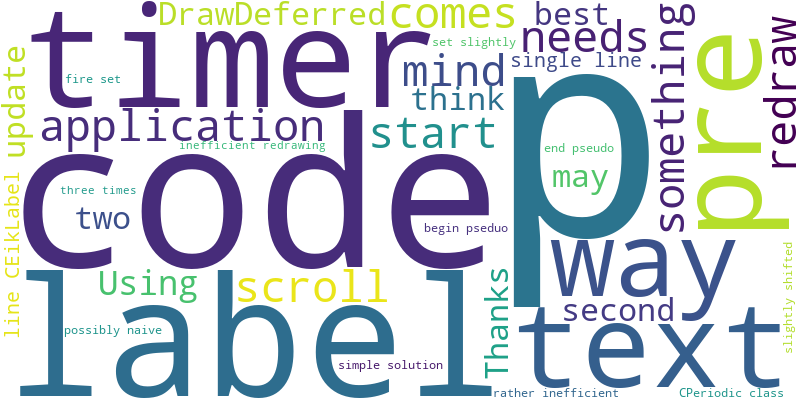 timer
DrawDeferred
comes
best
needs
set slightly
single line
mind
think
fire set
update
application
start
something
pre
redraw
inefficient redrawing
end pseudo
may
code
p
three times
two
begin pseduo
line CEikLabel
Using
scroll
way
second
Thanks
slightly shifted
label
possibly naive
simple solution
text
rather inefficient
CPeriodic class